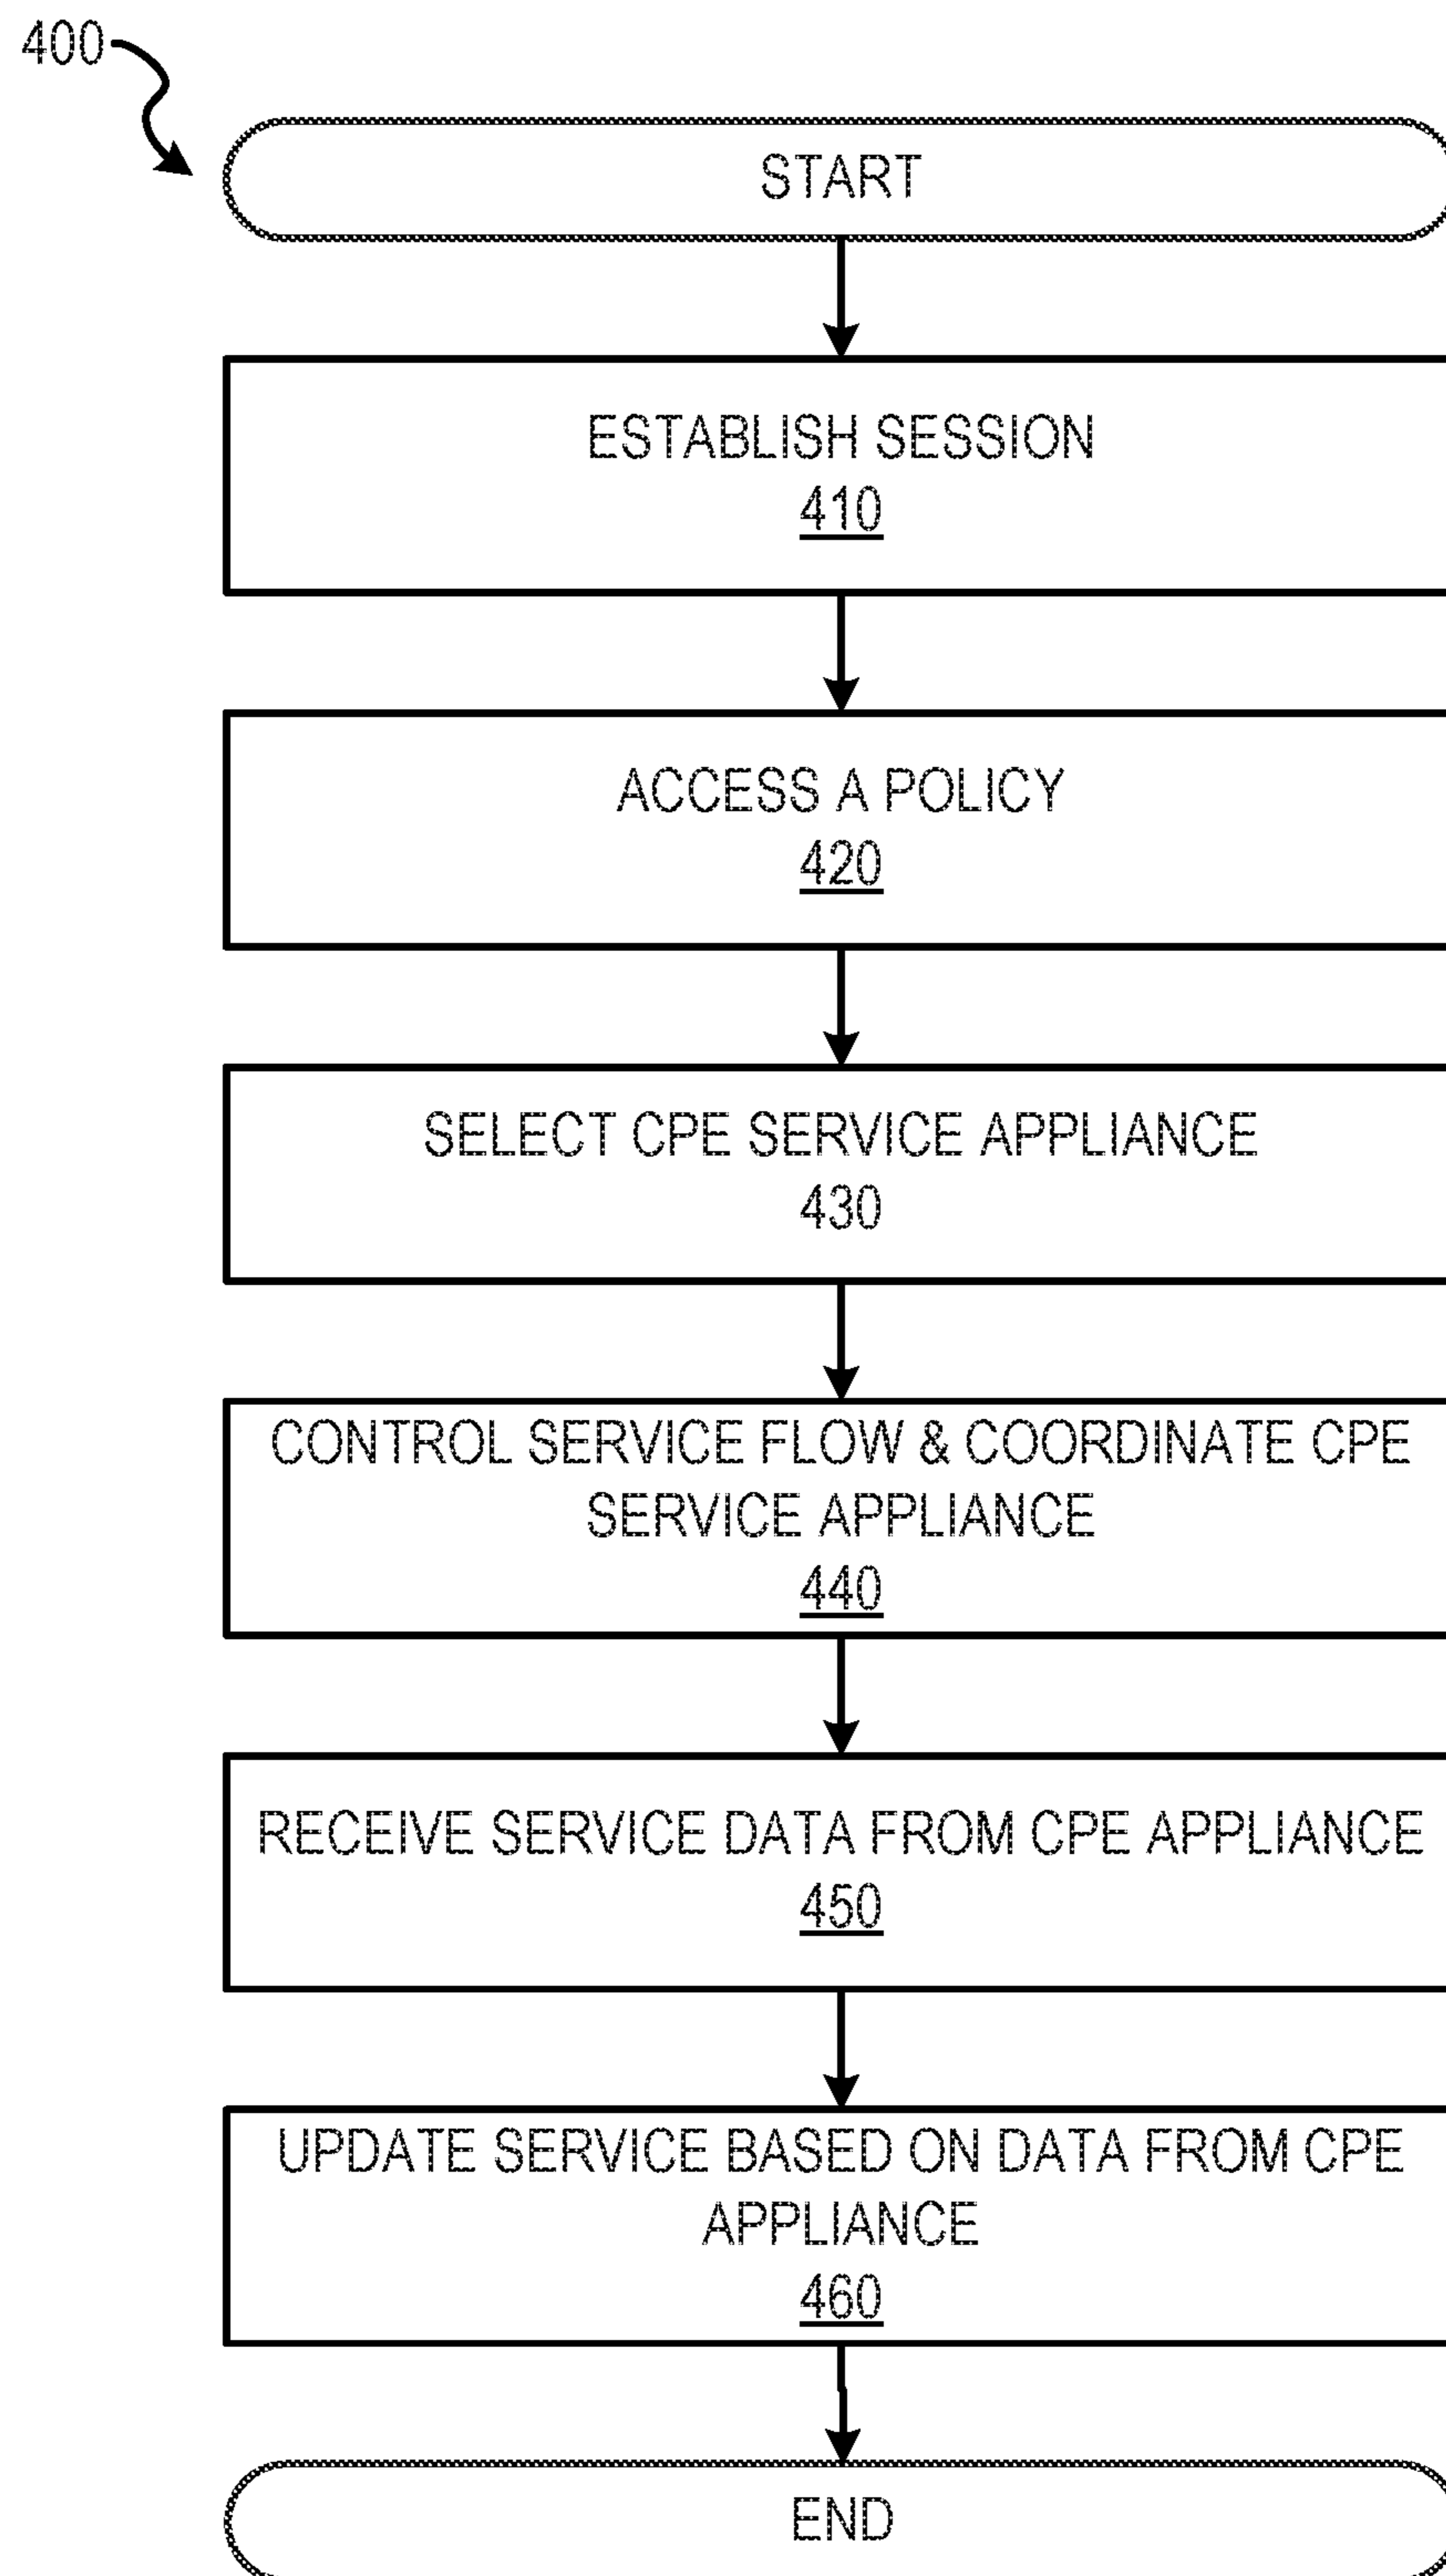 400
START
ESTABLISH SESSION
410
ACCESS A POLICY
420
SELECT CPE SERVICE APPLIANCE
430
CONTROL SERVICE FLOW & COORDINATE CPE
SERVICE APPLIANCE
440
RECEIVE SERVICE DATA FROM CPE APPLIANCE
450
UPDATE SERVICE BASED ON DATA FROM CPE
APPLIANCE
460
END